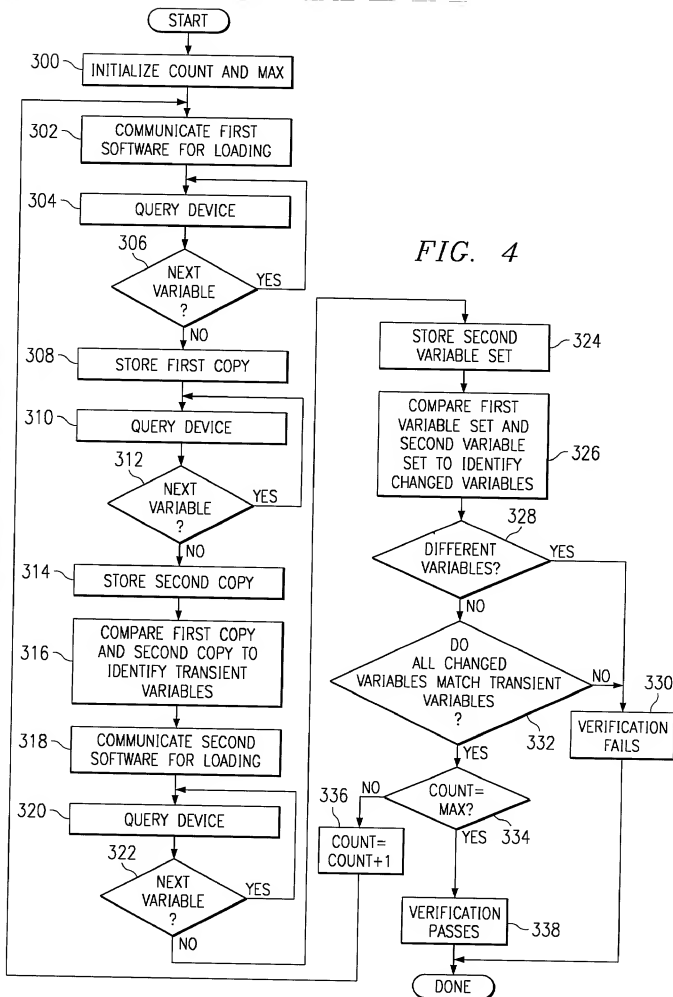 START
300
INITIALIZE COUNT AND MAX
302
COMMUNICATE FIRST
SOFTWARE FOR LOADING
304
QUERY DEVICE
306
NEXT
VARIABLE
?
YES
NO
308
STORE FIRST COPY
310
QUERY DEVICE
312
NEXT
VARIABLE
?
YES
NO
314
STORE SECOND COPY
316
COMPARE FIRST COPY
AND SECOND COPY TO
IDENTIFY TRANSIENT
VARIABLES
318
COMMUNICATE SECOND
SOFTWARE FOR LOADING
320
QUERY DEVICE
322
NEXT
VARIABLE
?
YES
NO
FIG. 4
STORE SECOND
VARIABLE SET
324
COMPARE FIRST
VARIABLE SET AND
SECOND VARIABLE
SET TO IDENTIFY
CHANGED VARIABLES
326
328
DIFFERENT
VARIABLES?
YES
NO
DO
ALL CHANGED
VARIABLES MATCH TRANSIENT
VARIABLES
?
NO
332
YES
330
VERIFICATION
FAILS
COUNT=
MAX?
334
NO
YES
336
COUNT=
COUNT+1
VERIFICATION
PASSES
338
DONE